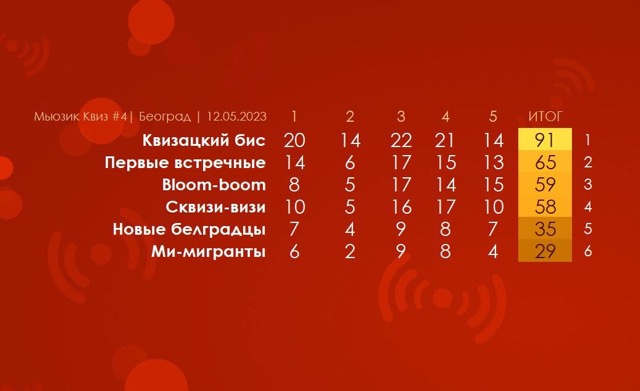 Мьюзик Квиз #4| Београд | 12.05.2023 1 2 3 4 5 ИТОГ
Квизацкий бис 20 14 22 21 14 91 1
Первые встречные 14 6 17 15 13 65 2
Bloom-boom 8 5 17 14 15 59 3
Сквизи-визи 10 5 16 17 10 58 4
Новые белградцы 7 4 9 8 7 35 5
Ми-мигранты 6 2 9 8 4 29 6